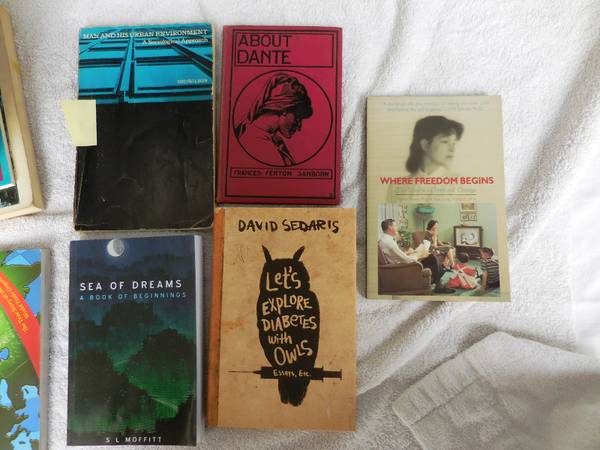 MAN AND HIS URBAN ENVIRONMENT
A Sociological Approach
ABOUT
DANTE
FRANCES FENTON SANBORN
WHERE FREEDOM BEGINS
SEA OF DREAMS
A BOOK OF BEGINNINGS
S L MOFFITT
DAVID SEDARIS
Let's
EXPLORE
DIABETES
with
OWLS
Essays, Etc.